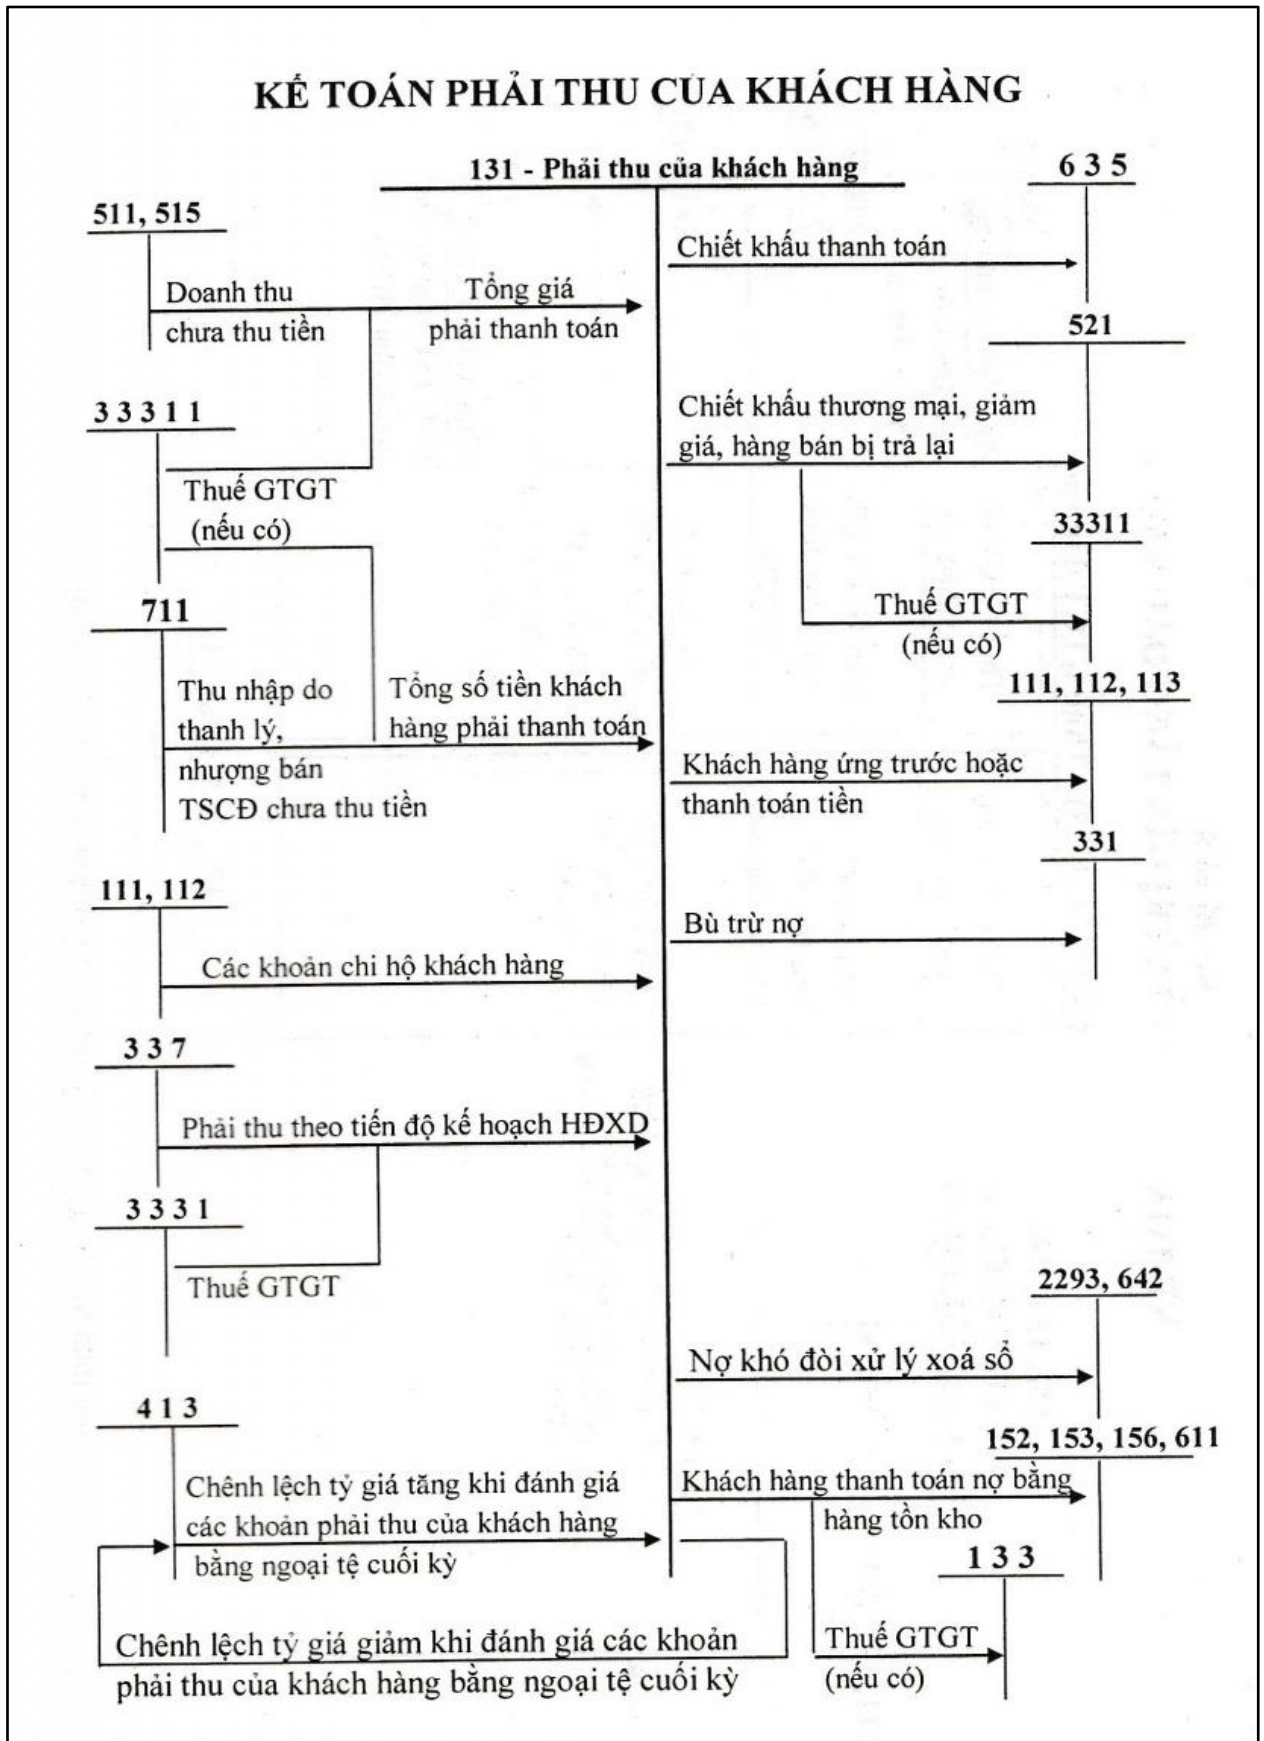 KẾ TOÁN PHẢI THU CỦA KHÁCH HÀNG
131 - Phải thu của khách hàng
6 3 5
511, 515
Chiết khấu thanh toán
Doanh thu
chưa thu tiền
Tổng giá
phải thanh toán
521
3 3 3 1 1
Chiết khấu thương mại, giảm
giá, hàng bán bị trả lại
Thuế GTGT
(nếu có)
33311
711
Thuế GTGT
(nếu có)
Thu nhập do
thanh lý,
nhượng bán
TSCĐ chưa thu tiền
Tổng số tiền khách
hàng phải thanh toán
111, 112, 113
Khách hàng ứng trước hoặc
thanh toán tiền
331
111, 112
Bù trừ nợ
Các khoản chi hộ khách hàng
3 3 7
Phải thu theo tiến độ kế hoạch HĐXD
3 3 3 1
Thuế GTGT
2293, 642
Nợ khó đòi xử lý xoá sổ
4 1 3
152, 153, 156, 611
Chênh lệch tỷ giá tăng khi đánh giá
các khoản phải thu của khách hàng
bằng ngoại tệ cuối kỳ
Khách hàng thanh toán nợ bằng
hàng tồn kho
1 3 3
Chênh lệch tỷ giá giảm khi đánh giá các khoản
phải thu của khách hàng bằng ngoại tệ cuối kỳ
Thuế GTGT
(nếu có)